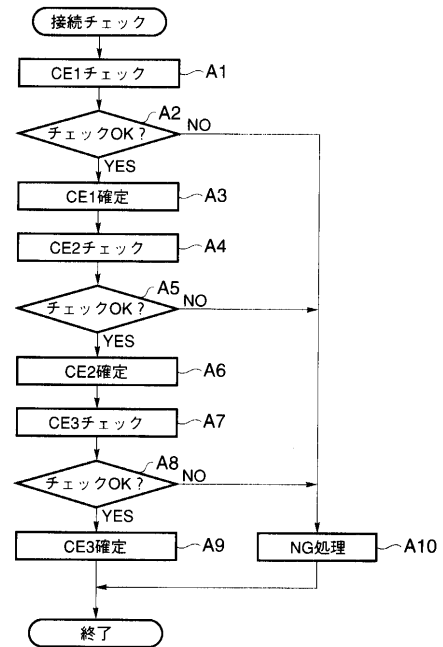 接続チェック
CE1チェック
A1
チェックOK?
A2
NO
YES
CE1確定
A3
CE2チェック
A4
チェックOK?
A5
NO
YES
CE2確定
A6
CE3チェック
A7
チェックOK?
A8
NO
YES
CE3確定
A9
NG処理
A10
終了